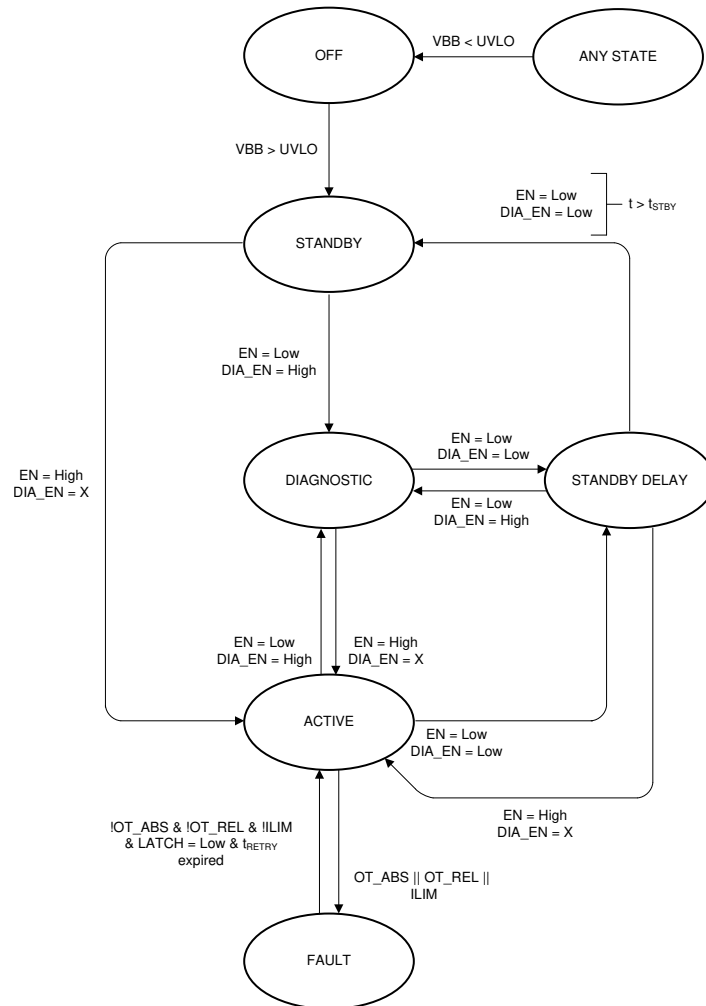 VBB < UVLO
OFF
ANY STATE
VBB > UVLO
EN = Low
DIA_EN = Low
t > tSTBY
STANDBY
EN = Low
DIA_EN = High
EN = Low
DIA_EN = Low
EN = High
DIA_EN = X
DIAGNOSTIC
STANDBY DELAY
EN = Low
DIA_EN = High
EN = Low
DIA_EN = High
EN = High
DIA_EN = X
ACTIVE
EN = Low
DIA_EN = Low
EN = High
DIA_EN = X
!OT_ABS & !OT_REL & !ILIM
& LATCH = Low & tRETRY
expired
OT_ABS || OT_REL ||
ILIM
FAULT